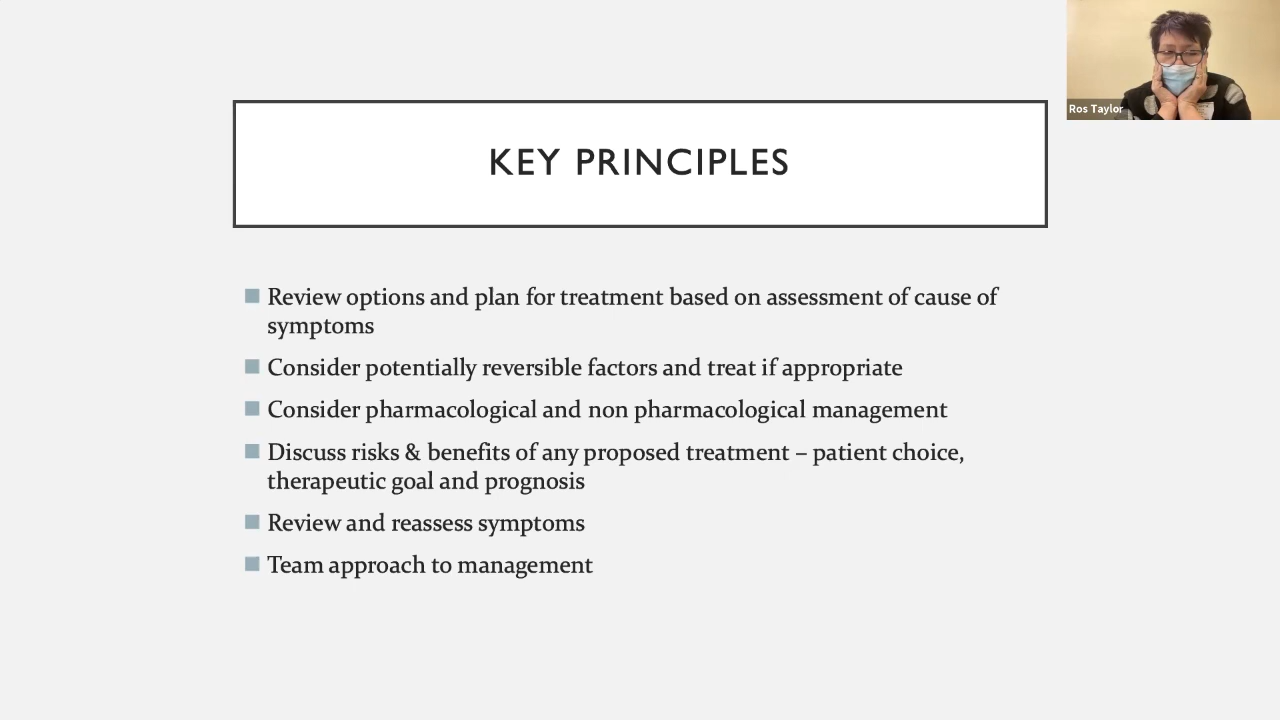 KEY PRINCIPLES
Review options and plan for treatment based on assessment of cause of
symptoms
Consider potentially reversible factors and treat if appropriate
Consider pharmacological and non pharmacological management
Discuss risks & benefits of any proposed treatment – patient choice,
therapeutic goal and prognosis
Review and reassess symptoms
Team approach to management
Ros Taylor